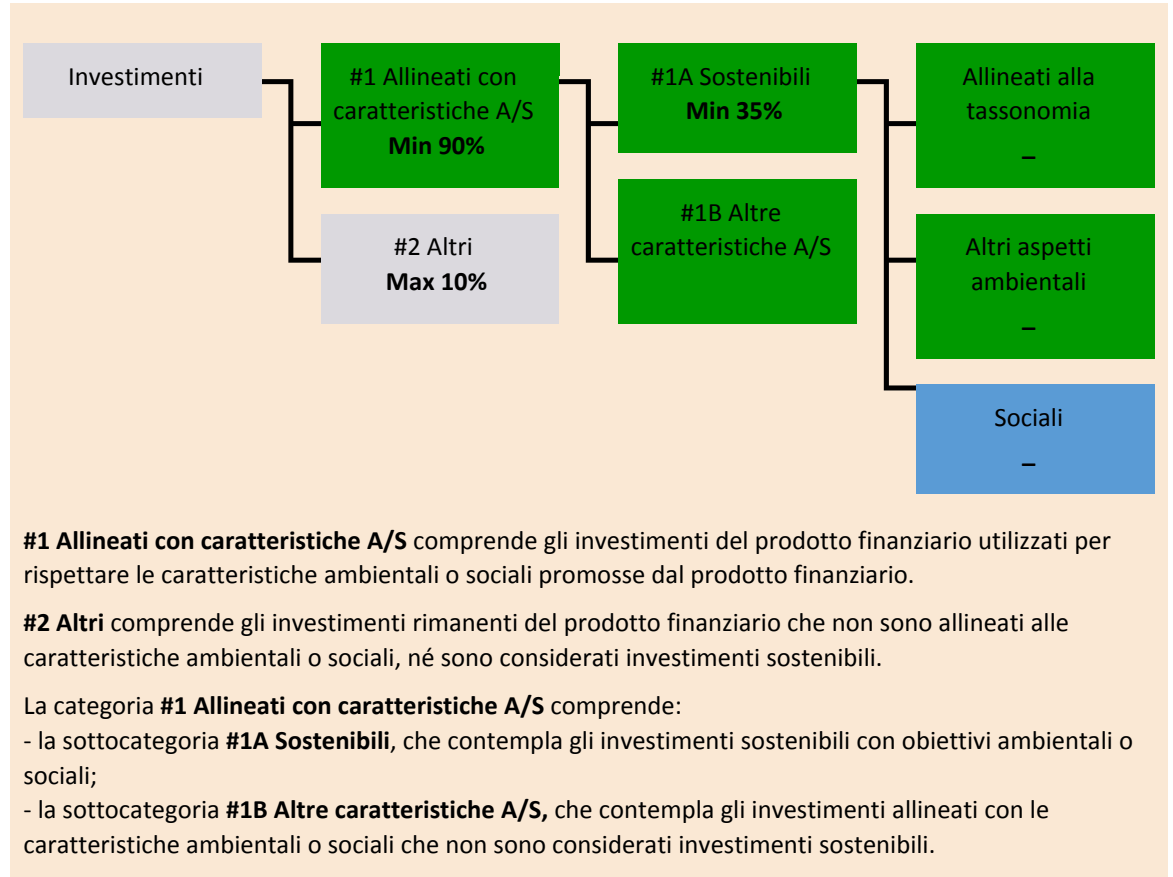 Investimenti
#1 Allineati con
caratteristiche A/S
Min 90%
#2 Altri
Max 10%
#1A Sostenibili
Min 35%
#1B Altre
caratteristiche A/S
Allineati alla
tassonomia
–
Altri aspetti
ambientali
–
Sociali
–
#1 Allineati con caratteristiche A/S comprende gli investimenti del prodotto finanziario utilizzati per
rispettare le caratteristiche ambientali o sociali promosse dal prodotto finanziario.
#2 Altri comprende gli investimenti rimanenti del prodotto finanziario che non sono allineati alle
caratteristiche ambientali o sociali, né sono considerati investimenti sostenibili.
La categoria #1 Allineati con caratteristiche A/S comprende:
- la sottocategoria #1A Sostenibili, che contempla gli investimenti sostenibili con obiettivi ambientali o
sociali;
- la sottocategoria #1B Altre caratteristiche A/S, che contempla gli investimenti allineati con le
caratteristiche ambientali o sociali che non sono considerati investimenti sostenibili.